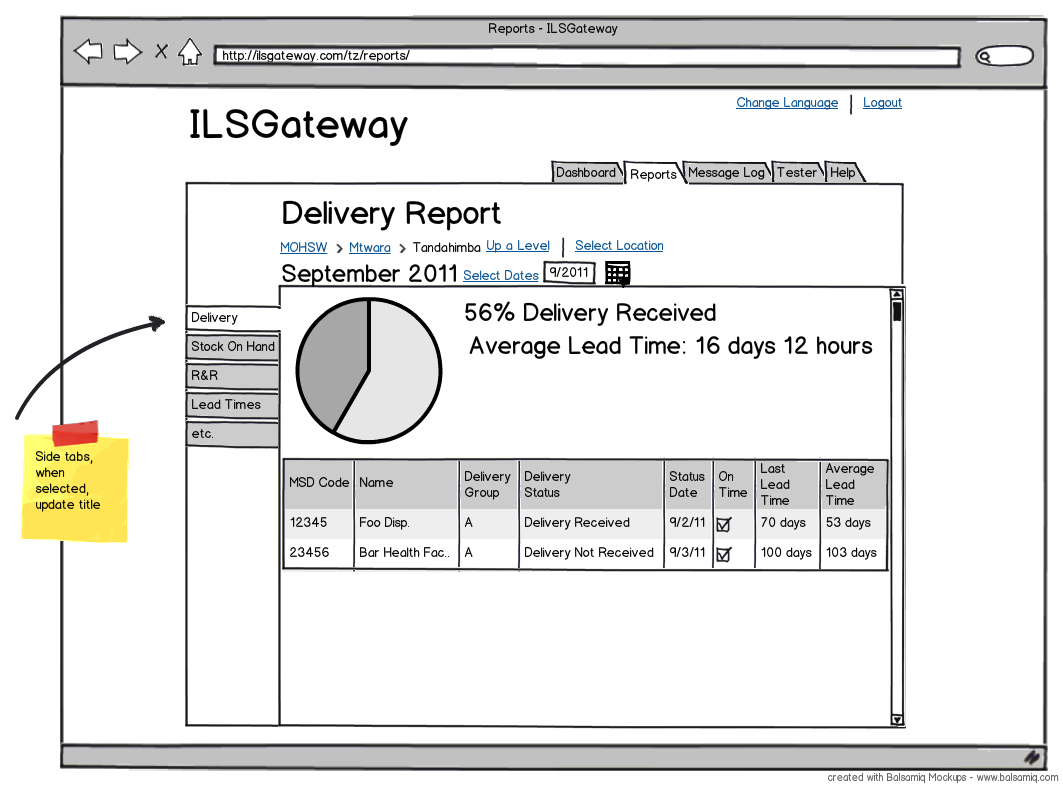 Reports - ILSGateway
http://ilsgateway.com/tz/reports/
Change Language | Logout
ILSGateway
Dashboard Reports Message Log Tester Help
Delivery Report
MOHSW > Mtwara > Tandahimba Up a Level | Select Location
September 2011 Select Dates 9/2011
Delivery
Stock On Hand
R&R
Lead Times
etc.
56% Delivery Received
Average Lead Time: 16 days 12 hours
Side tabs,
when
selected,
update title
MSD Code Name Delivery Group Delivery Status Status Date On Time Last Lead Time Average Lead Time
12345 Foo Disp. A Delivery Received 9/2/11 70 days 53 days
23456 Bar Health Fac.. A Delivery Not Received 9/3/11 100 days 103 days
created with Balsamiq Mockups - www.balsamiq.com